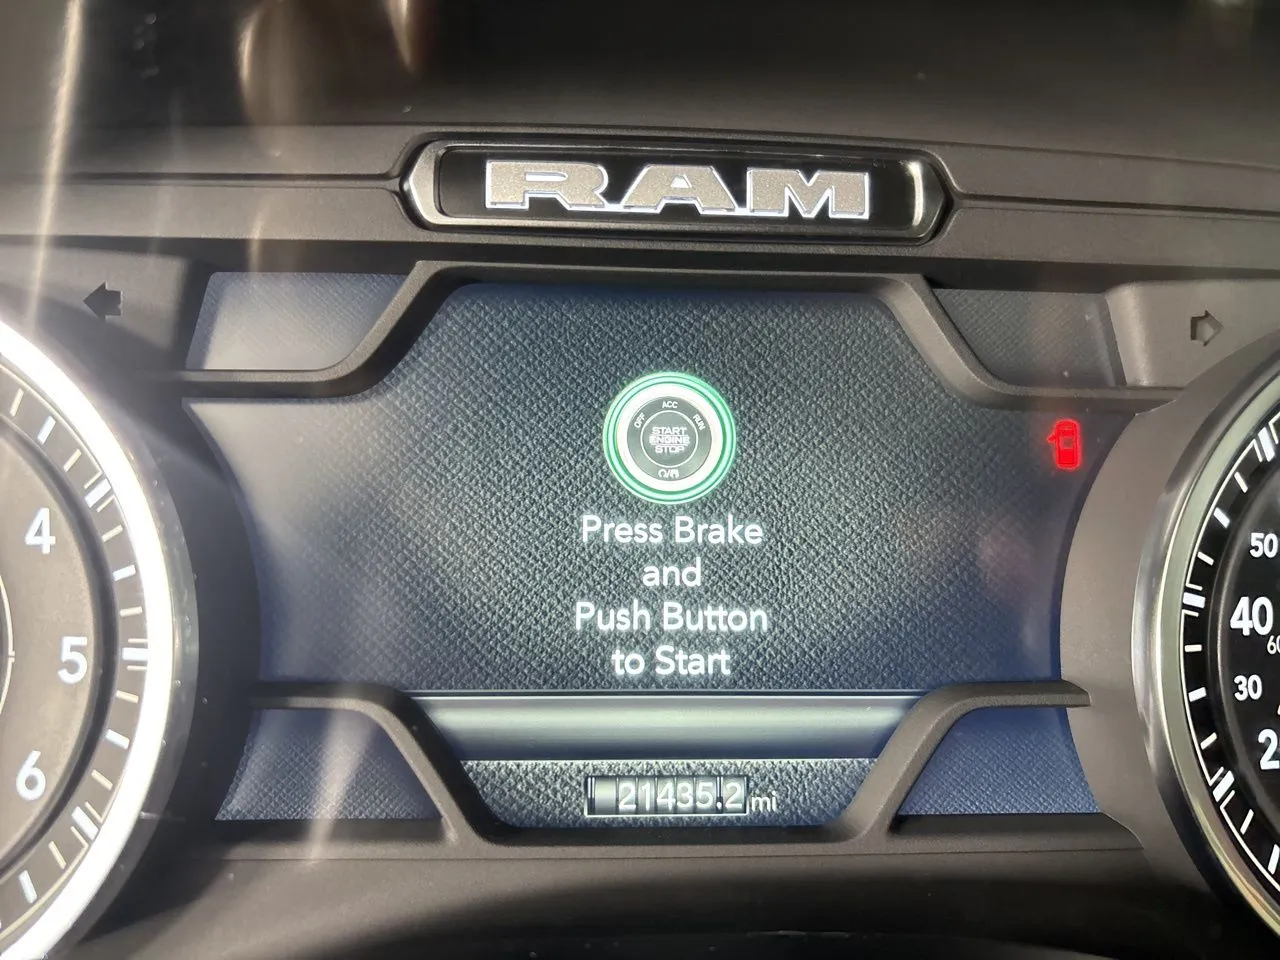 RAM
OFF ACC RUN
START
ENGINE
STOP
Press Brake
and
Push Button
to Start
4
5
6
50
40
30
21435.2 mi